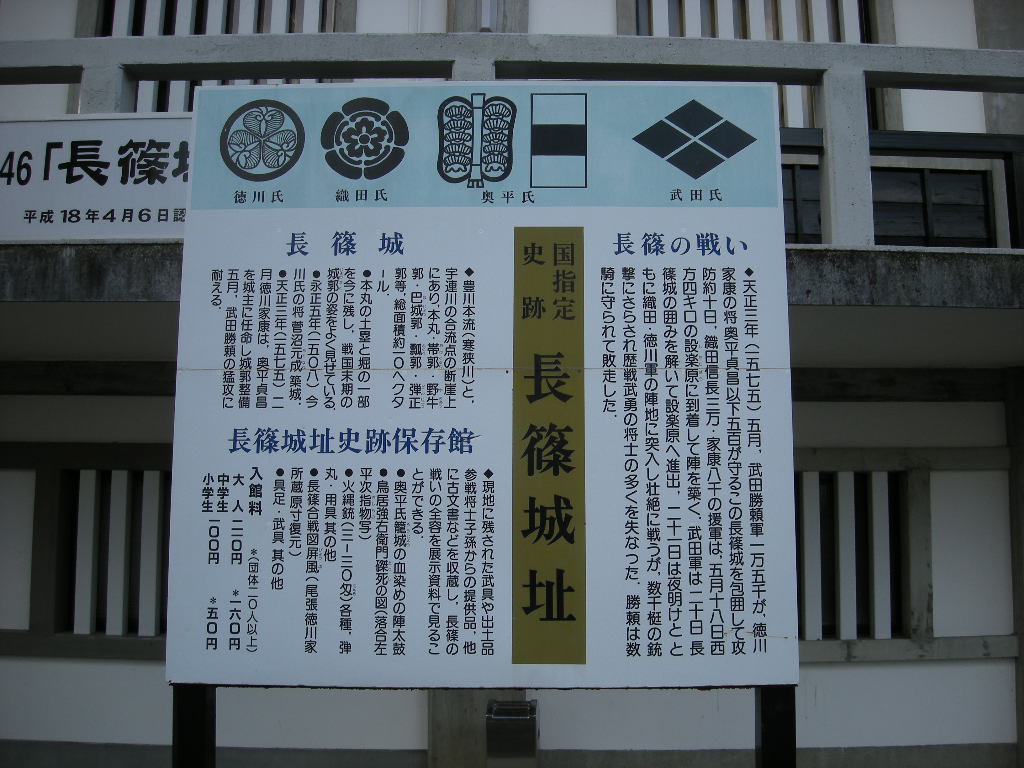 46「長篠城
平成18年4月6日認
徳川氏
織田氏
奥平氏
武田氏
長篠の戦い
◆天正三年(一五七五)五月、武田勝頼軍一万五千が、徳川
家康の将奥平貞昌以下五百が守るこの長篠城を包囲して攻
防約十日、織田信長三万・家康八千の援軍は、五月十八日西
方四キロの設楽原に到着して陣を築く、武田軍は二十日長
篠城の囲みを解いて設楽原へ進出、二十一日は夜明けとと
もに織田・徳川軍の陣地に突入し壮絶に戦うが、数千梃の銃
撃にさらされ歴戦武勇の将士の多くを失なった。勝頼は数
騎に守られて敗走した。
国指定
史跡
長篠城址
長篠城
◆豊川本流(寒狭川)と、
宇連川の合流点の断崖上
にあり、本丸・帯郭・野牛
郭・巴城郭・瓢郭・弾正
郭等、総面積約一〇ヘクタ
ール。
●本丸の土塁と堀の一部
を今に残し、戦国末期の
城郭の姿をよく見せている。
●永正五年(一五〇八)今
川氏の将菅沼元成築城。
●天正三年(一五七五)二
月徳川家康は、奥平貞昌
を城主に任命し城郭整備
五月、武田勝頼の猛攻に
耐える。
長篠城址史跡保存館
◆現地に残された武具や出土品
参戦将士子孫からの提供品、他
に古文書などを収蔵し、長篠の
戦いの全容を展示資料で見るこ
とができる。
●奥平氏籠城の血染めの陣太鼓
●鳥居強右衛門磔死の図(落合左
平次指物写)
●火縄銃(三ー二〇匁)各種、弾
丸・用具其の他
●長篠合戦図屏風(尾張徳川家
所蔵原寸復元)
●具足・武具其の他
入館料 *(団体二〇人以上)
大人 二一〇円 *一六〇円
中学生
小学生 一〇〇円 *五〇円